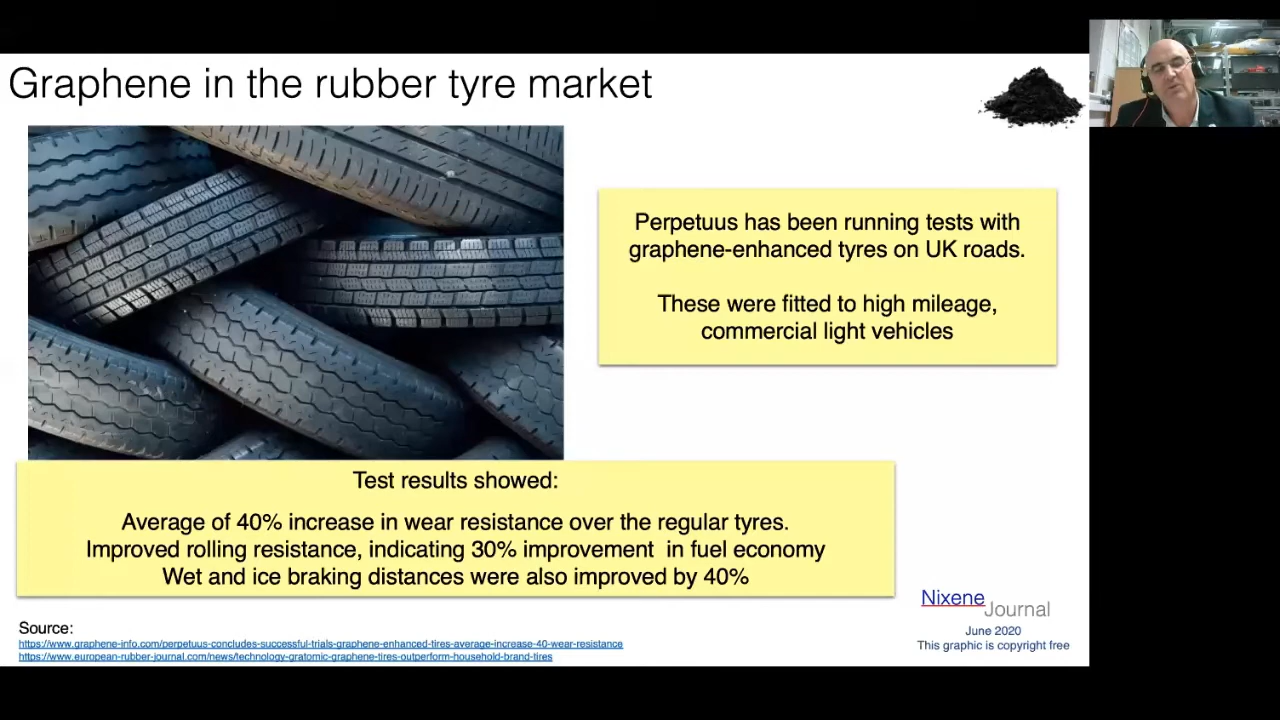 Graphene in the rubber tyre market
Perpetuus has been running tests with
graphene-enhanced tyres on UK roads.
These were fitted to high mileage,
commercial light vehicles
Test results showed:
Average of 40% increase in wear resistance over the regular tyres.
Improved rolling resistance, indicating 30% improvement  in fuel economy
Wet and ice braking distances were also improved by 40%
Nixene Journal
June 2020
This graphic is copyright free
Source:
https://www.graphene-info.com/perpetuus-concludes-successful-trials-graphene-enhanced-tires-average-increase-40-wear-resistance
https://www.european-rubber-journal.com/news/technology-gratomic-graphene-tires-outperform-household-brand-tires